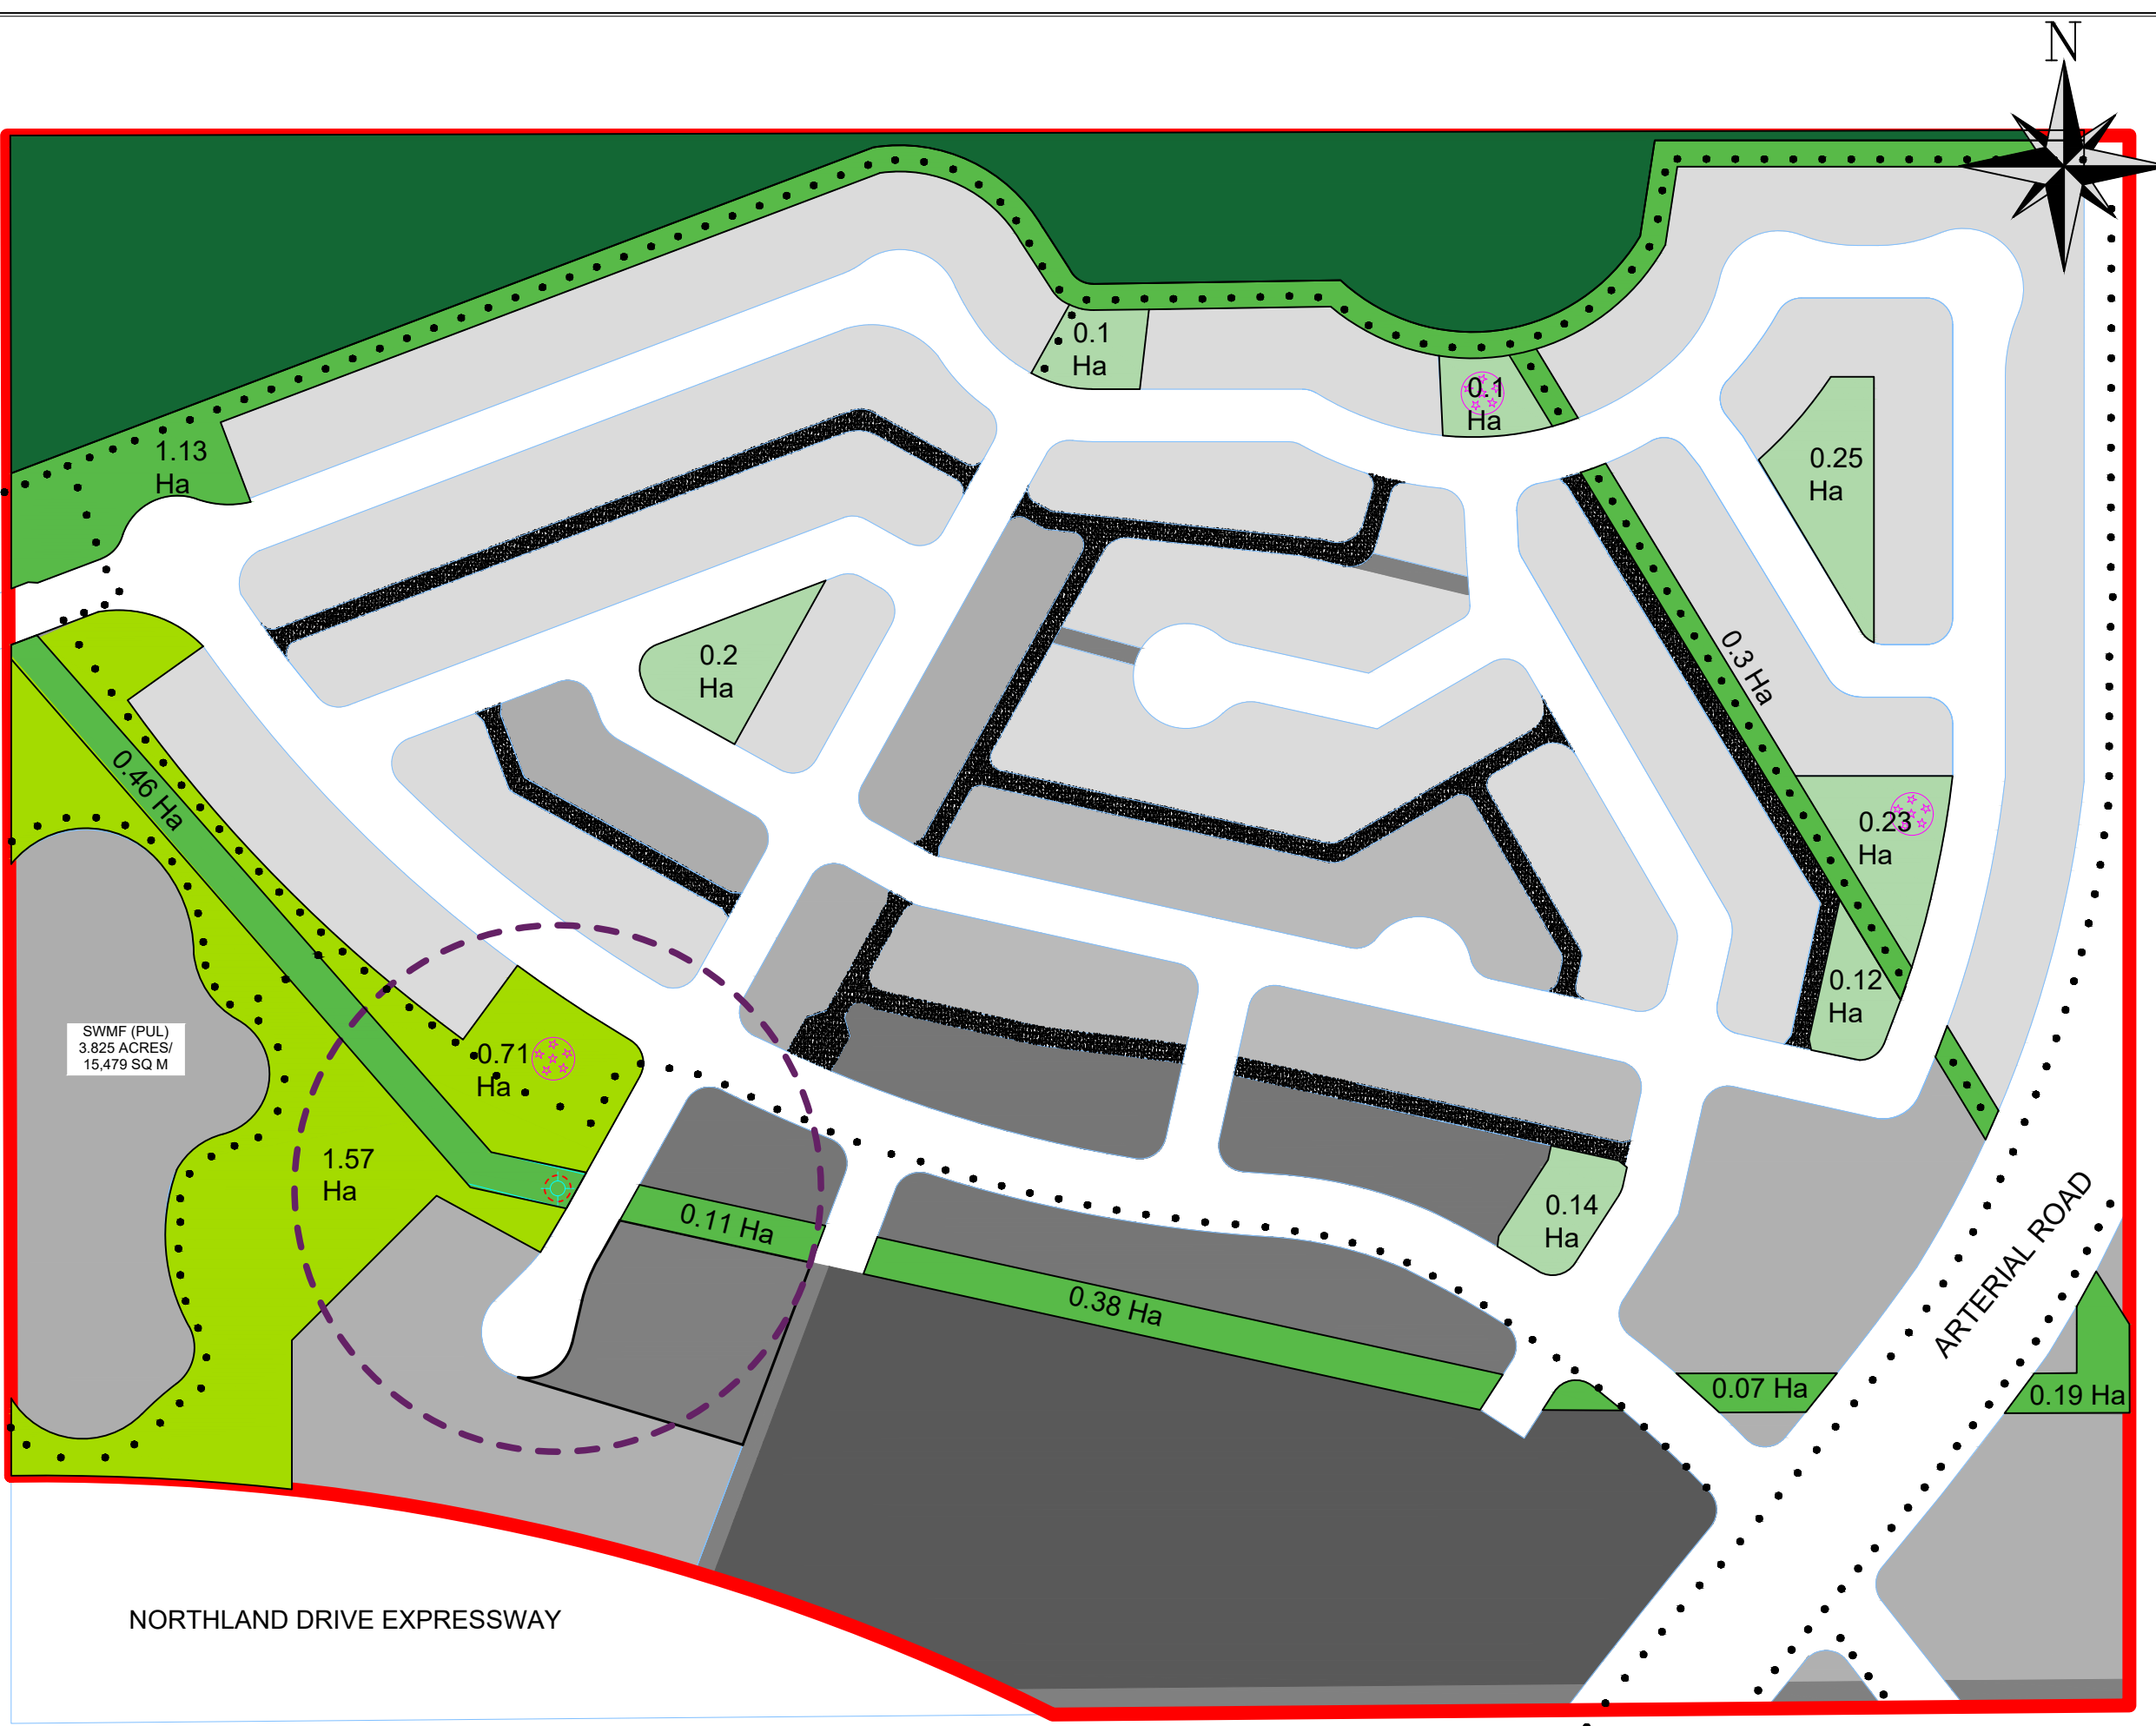 N
0.1
Ha
0.1
Ha
1.13
Ha
0.25
Ha
0.2
Ha
0.3 Ha
0.46 Ha
0.23
Ha
0.12
Ha
SWMF (PUL)
3.825 ACRES/
15,479 SQ M
0.71
Ha
1.57
Ha
0.14
Ha
0.11 Ha
0.38 Ha
ARTERIAL ROAD
0.07 Ha
0.19 Ha
NORTHLAND DRIVE EXPRESSWAY